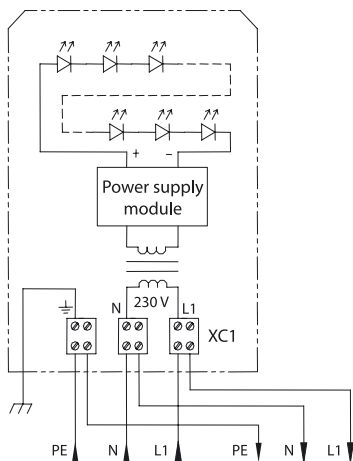 + −
Power supply
module
N 230 V L1
XC1
PE N L1 PE N L1